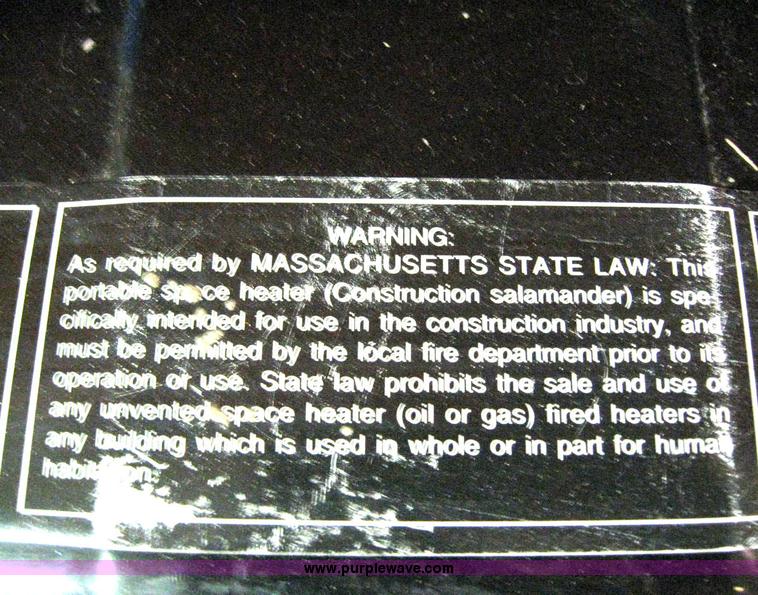 WARNING:
As required by MASSACHUSETTS STATE LAW: This
portable space heater (Construction salamander) is spe-
cifically intended for use in the construction industry, and
must be permitted by the local fire department prior to its
operation or use. State law prohibits the sale and use of
any unvented space heater (oil or gas) fired heaters in
any building which is used in whole or in part for human
habitation.
www.purplewave.com